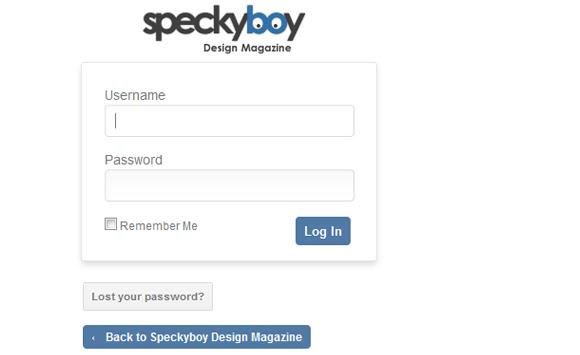 speckyboy
Design Magazine
Username
Password
Remember Me
Log In
Lost your password?
‹ Back to Speckyboy Design Magazine